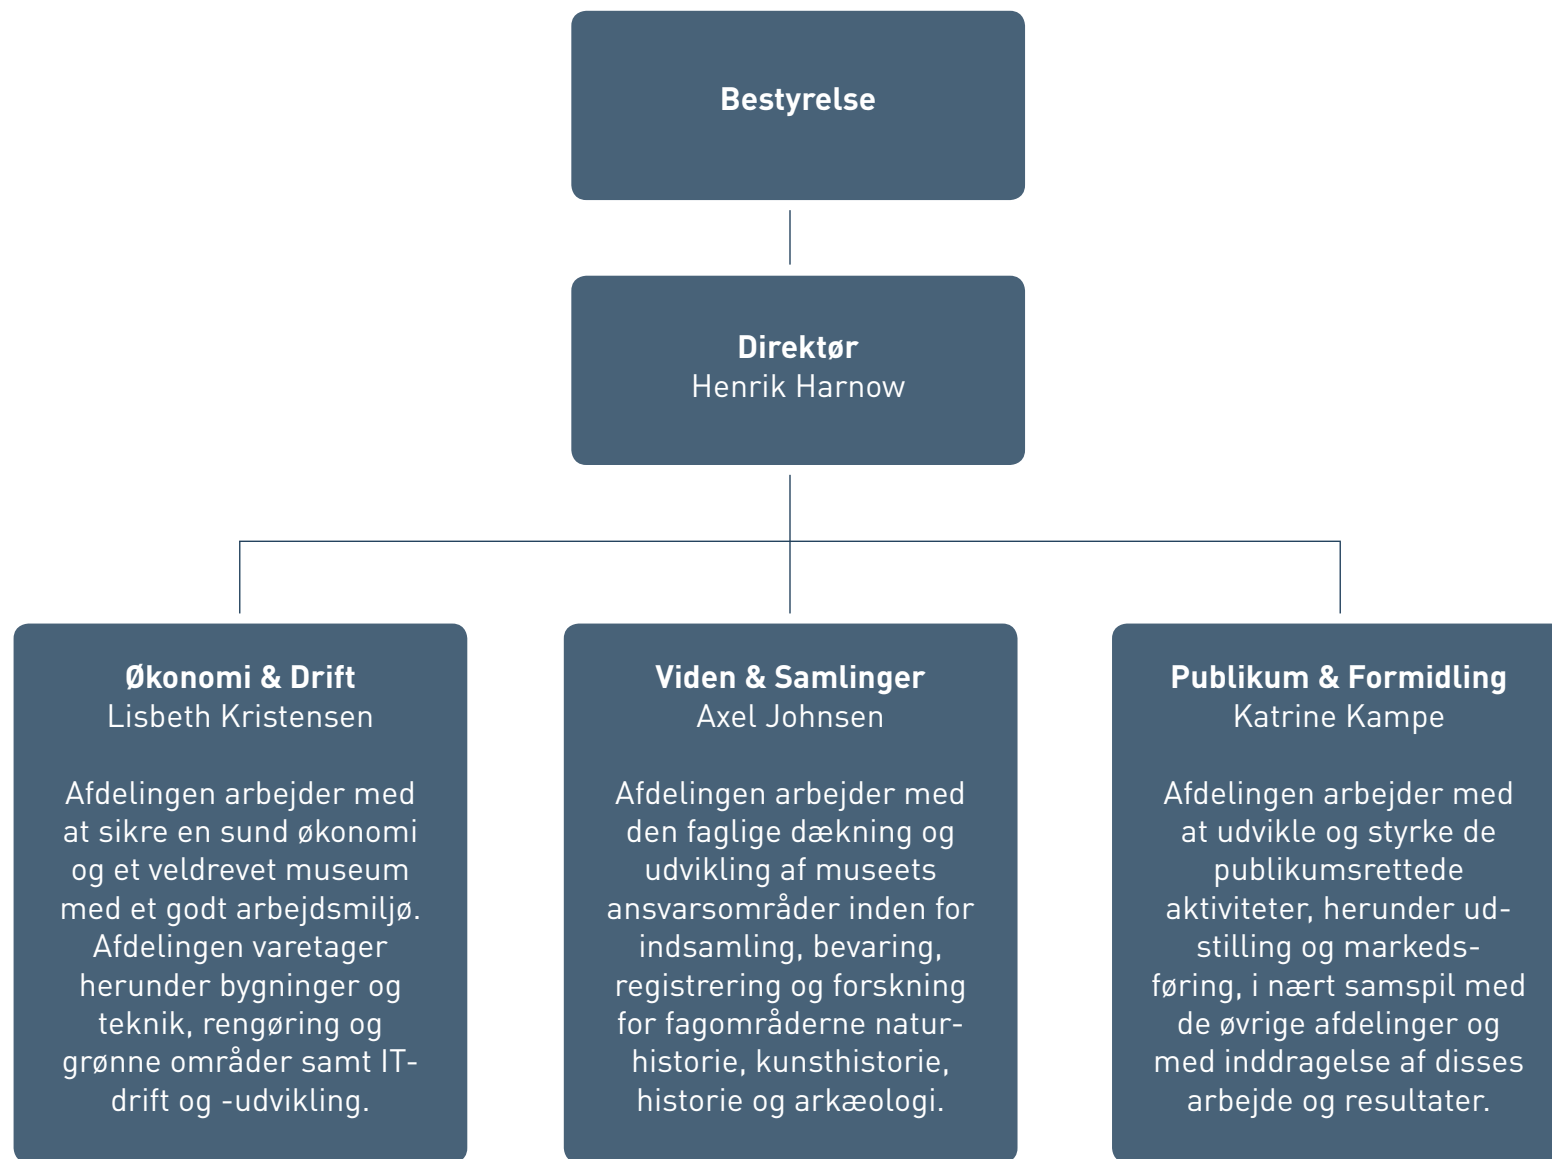 Bestyrelse
Direktør
Henrik Harnow
Økonomi & Drift
Lisbeth Kristensen
Afdelingen arbejder med
at sikre en sund økonomi
og et veldrevet museum
med et godt arbejdsmiljø.
Afdelingen varetager
herunder bygninger og
teknik, rengøring og
grønne områder samt IT-
drift og -udvikling.
Viden & Samlinger
Axel Johnsen
Afdelingen arbejder med
den faglige dækning og
udvikling af museets
ansvarsområder inden for
indsamling, bevaring,
registrering og forskning
for fagområderne natur-
historie, kunsthistorie,
historie og arkæologi.
Publikum & Formidling
Katrine Kampe
Afdelingen arbejder med
at udvikle og styrke de
publikumsrettede
aktiviteter, herunder ud-
stilling og markeds-
føring, i nært samspil med
de øvrige afdelinger og
med inddragelse af disses
arbejde og resultater.